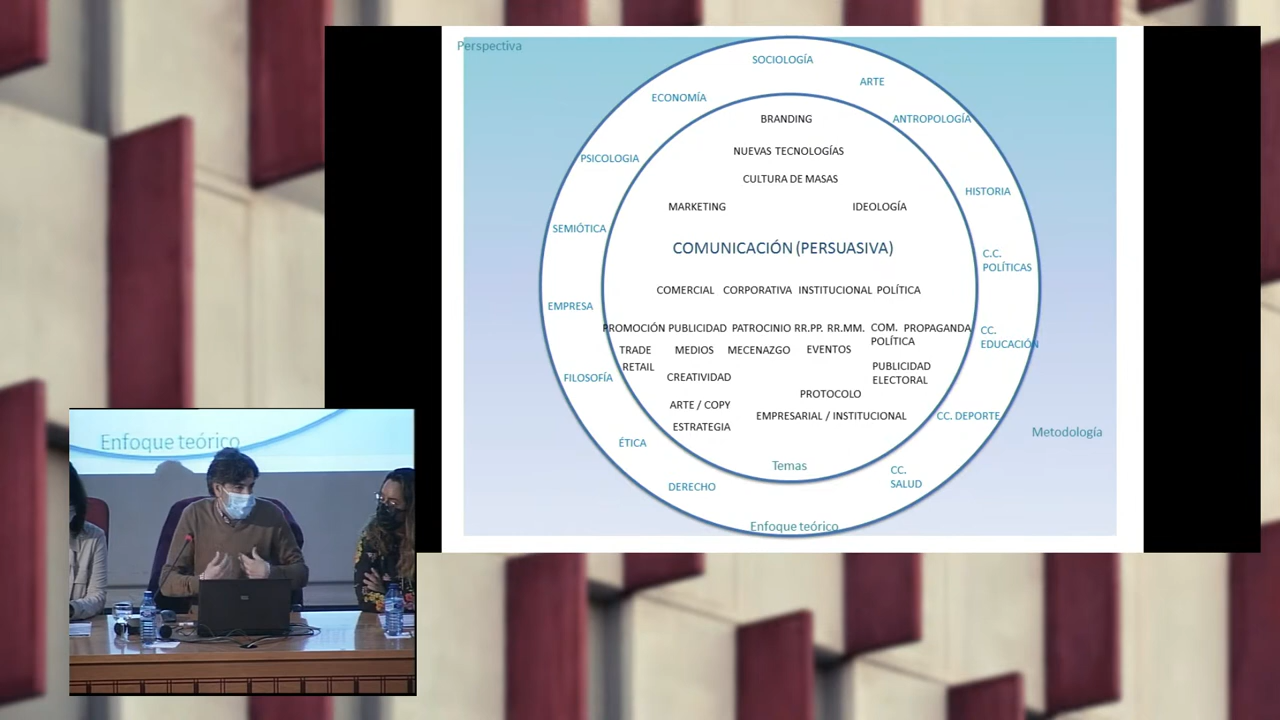 Perspectiva
SOCIOLOGÍA
ARTE
ECONOMÍA
BRANDING
ANTROPOLOGÍA
NUEVAS TECNOLOGÍAS
PSICOLOGIA
CULTURA DE MASAS
HISTORIA
MARKETING
IDEOLOGÍA
SEMIÓTICA
COMUNICACIÓN (PERSUASIVA)
C.C.
POLÍTICAS
COMERCIAL CORPORATIVA INSTITUCIONAL POLÍTICA
EMPRESA
PROMOCIÓN PUBLICIDAD PATROCINIO RR.PP. RR.MM. COM. PROPAGANDA
POLÍTICA
CC.
EDUCACIÓN
TRADE MEDIOS MECENAZGO EVENTOS
RETAIL
PUBLICIDAD
ELECTORAL
FILOSOFÍA
CREATIVIDAD
PROTOCOLO
ARTE / COPY
EMPRESARIAL / INSTITUCIONAL
CC. DEPORTE
ESTRATEGIA
Metodología
ÉTICA
Temas
CC.
SALUD
DERECHO
Enfoque teórico
Enfoque teórico